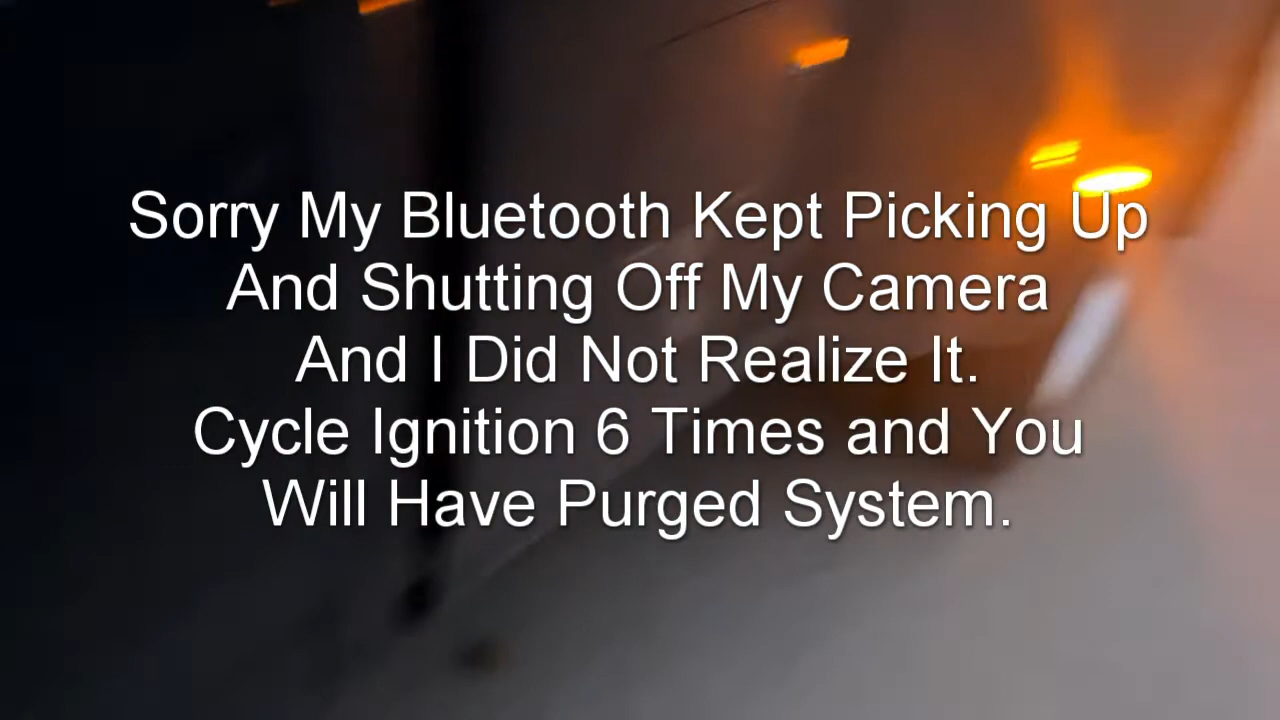 Sorry My Bluetooth Kept Picking Up
And Shutting Off My Camera
And I Did Not Realize It.
Cycle Ignition 6 Times and You
Will Have Purged System.